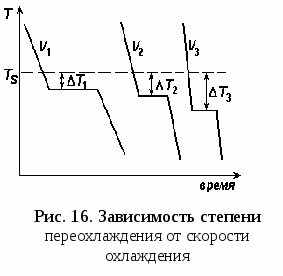 T
V₁ V₂ V₃
Tₛ ΔT₁ ΔT₂ ΔT₃
время
Рис. 16. Зависимость степени
переохлаждения от скорости
охлаждения